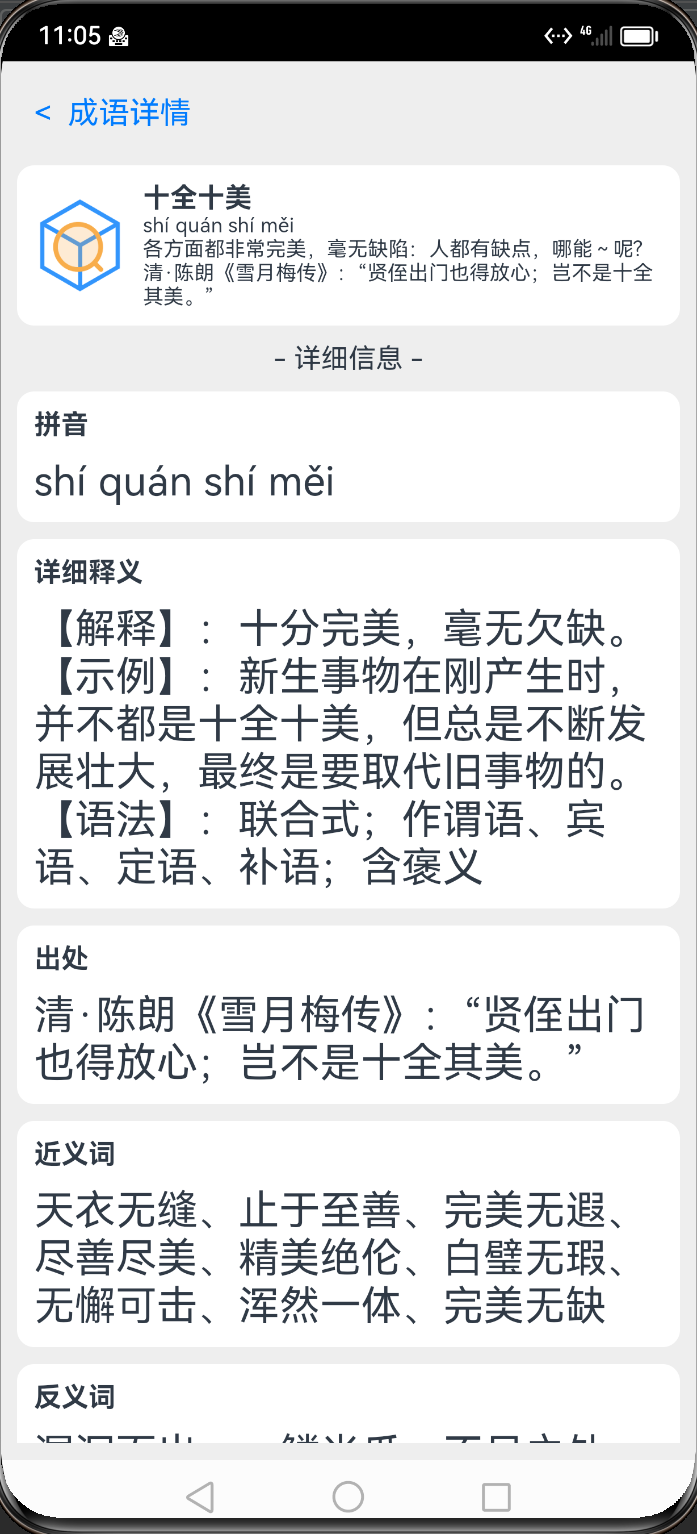 11:05
4G
< 成语详情
十全十美
shí quán shí měi
各方面都非常完美，毫无缺陷：人都有缺点，哪能～呢？
清·陈朗《雪月梅传》：“贤侄出门也得放心；岂不是十全
其美。”
- 详细信息 -
拼音
shí quán shí měi
详细释义
【解释】：十分完美，毫无欠缺。
【示例】：新生事物在刚产生时，
并不都是十全十美，但总是不断发
展壮大，最终是要取代旧事物的。
【语法】：联合式；作谓语、宾
语、定语、补语；含褒义
出处
清·陈朗《雪月梅传》：“贤侄出门
也得放心；岂不是十全其美。”
近义词
天衣无缝、止于至善、完美无遐、
尽善尽美、精美绝伦、白璧无瑕、
无懈可击、浑然一体、完美无缺
反义词